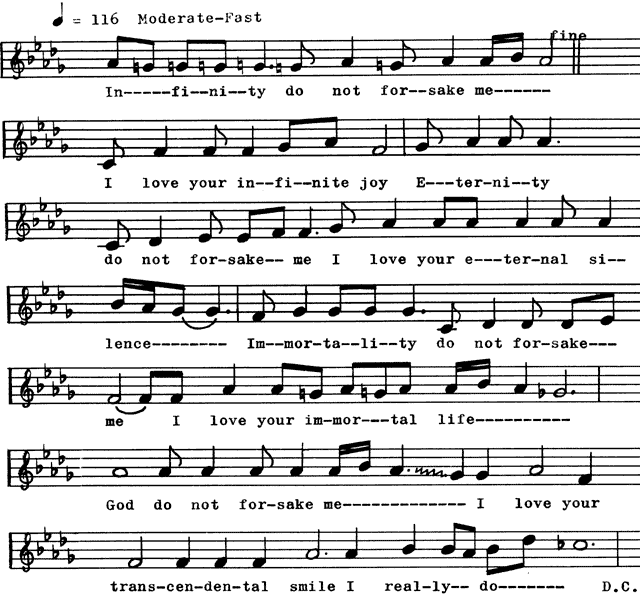 = 116 Moderate-Fast
fine
In-----fi--ni--ty do not for--sake me------
I love your in--fi--nite joy E---ter-ni--ty
do not for-sake-- me I love your e---ter-nal si--
lence--------- Im--mor-ta--li--ty do not for-sake---
me I love your im--mor---tal life----------
God do not for-sake me------------- I love your
trans-cen-den-tal smile I real-ly-- do------- D.C.